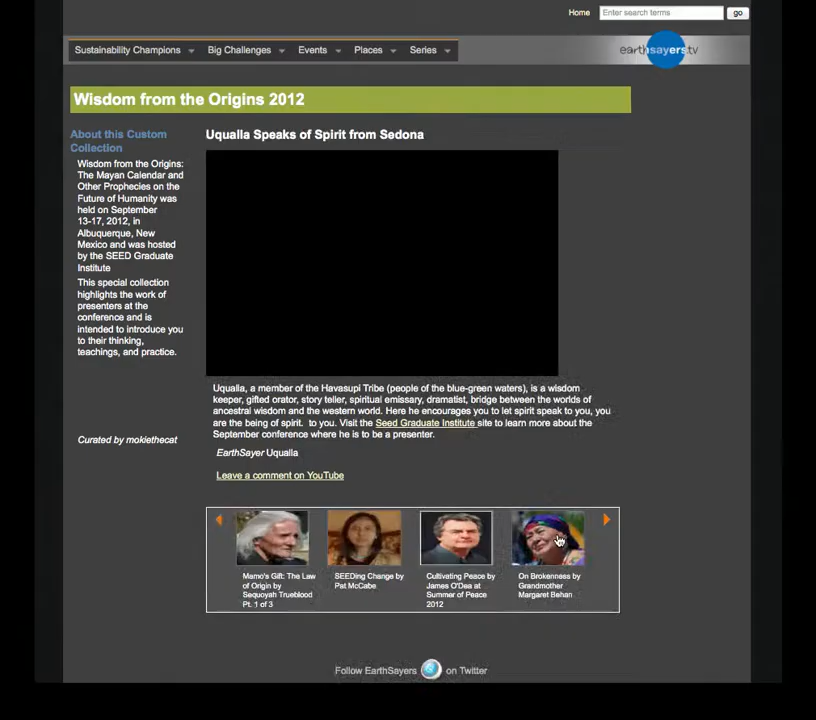 Home
Enter search terms
go
Sustainability Champions
Big Challenges
Events
Places
Series
earthsayers.tv
Wisdom from the Origins 2012
About this Custom
Collection
Wisdom from the Origins:
The Mayan Calendar and
Other Prophecies on the
Future of Humanity was
held on September
13-17, 2012, in
Albuquerque, New
Mexico and was hosted
by the SEED Graduate
Institute
This special collection
highlights the work of
presenters at the
conference and is
intended to introduce you
to their thinking,
teachings, and practice.
Curated by mokiethecat
Uqualla Speaks of Spirit from Sedona
Uqualla, a member of the Havasupi Tribe (people of the blue-green waters), is a wisdom
keeper, gifted orator, story teller, spiritual emissary, dramatist, bridge between the worlds of
ancestral wisdom and the western world. Here he encourages you to let spirit speak to you, you
are the being of spirit. to you. Visit the Seed Graduate Institute site to learn more about the
September conference where he is to be a presenter.
EarthSayer Uqualla
Leave a comment on YouTube
Mamo's Gift: The Law
of Origin by
Sequoyah Trueblood
Pt. 1 of 3
SEEDing Change by
Pat McCabe
Cultivating Peace by
James O'Dea at
Summer of Peace
2012
On Brokenness by
Grandmother
Margaret Behan
Follow EarthSayers on Twitter